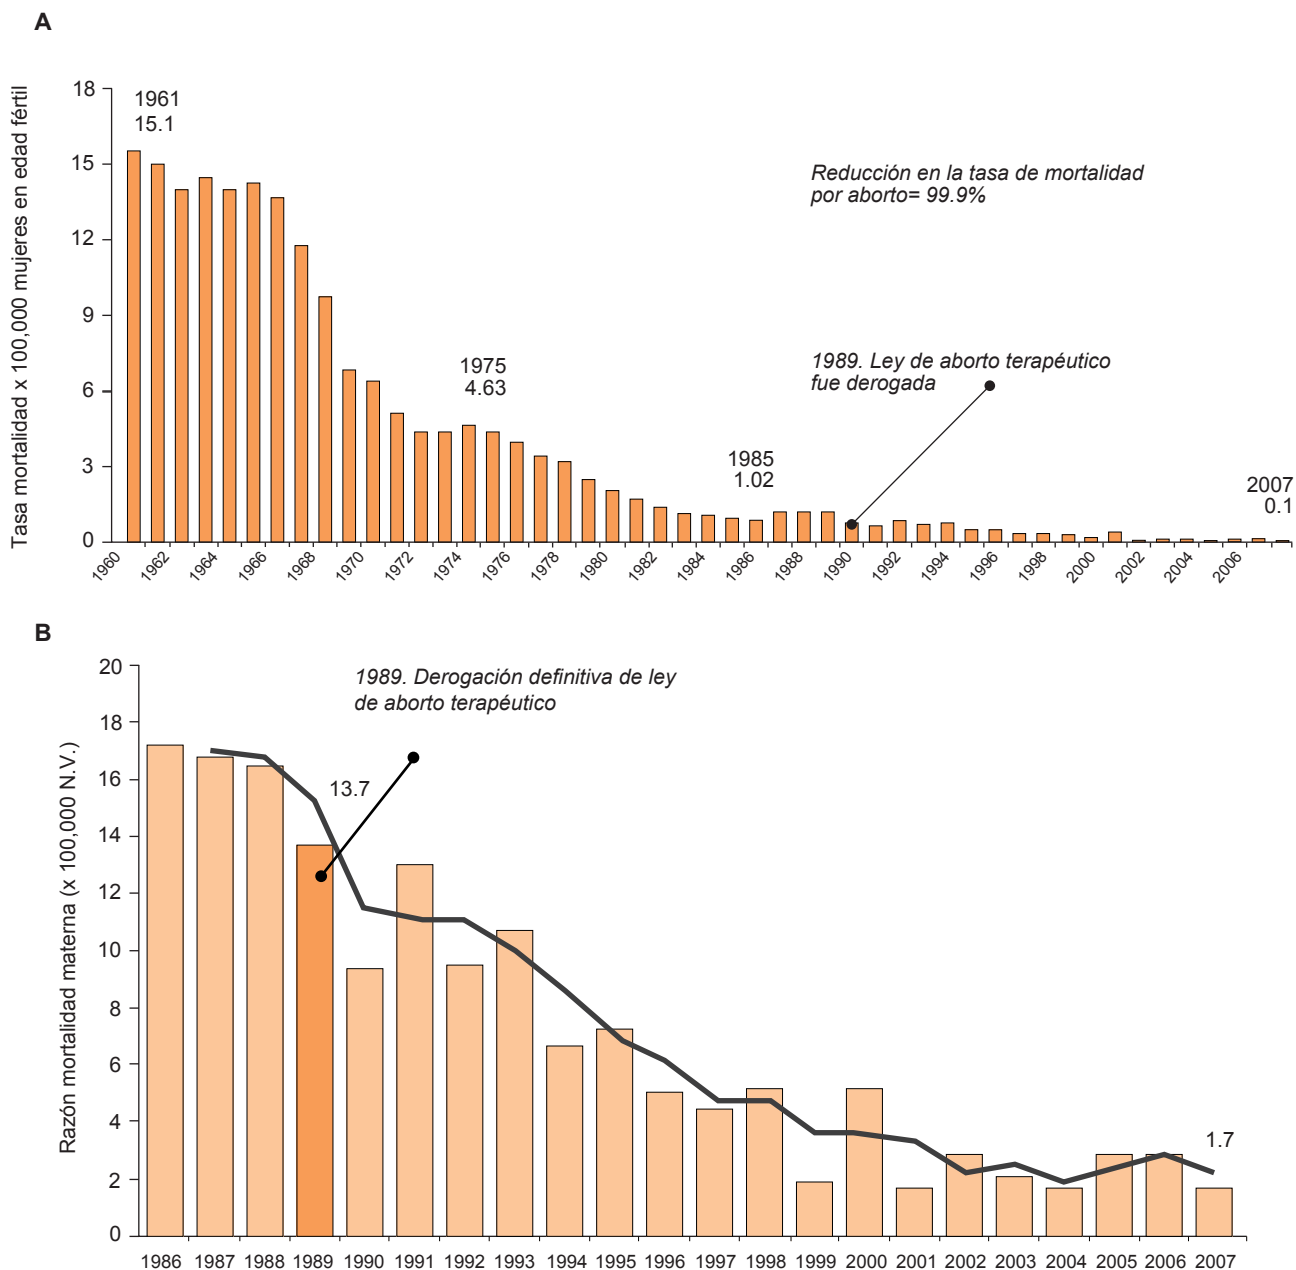 A
Tasa mortalidad x 100,000 mujeres en edad fértil
18
15
12
9
6
3
0
1961
15.1
Reducción en la tasa de mortalidad
por aborto= 99.9%
1975
4.63
1989. Ley de aborto terapéutico
fue derogada
1985
1.02
2007
0.1
1960 1962 1964 1966 1968 1970 1972 1974 1976 1978 1980 1982 1984 1986 1988 1990 1992 1994 1996 1998 2000 2002 2004 2006
B
Razón mortalidad materna (x 100,000 N.V.)
20
18
16
14
12
10
8
6
4
2
0
1989. Derogación definitiva de ley
de aborto terapéutico
13.7
1.7
1986 1987 1988 1989 1990 1991 1992 1993 1994 1995 1996 1997 1998 1999 2000 2001 2002 2003 2004 2005 2006 2007